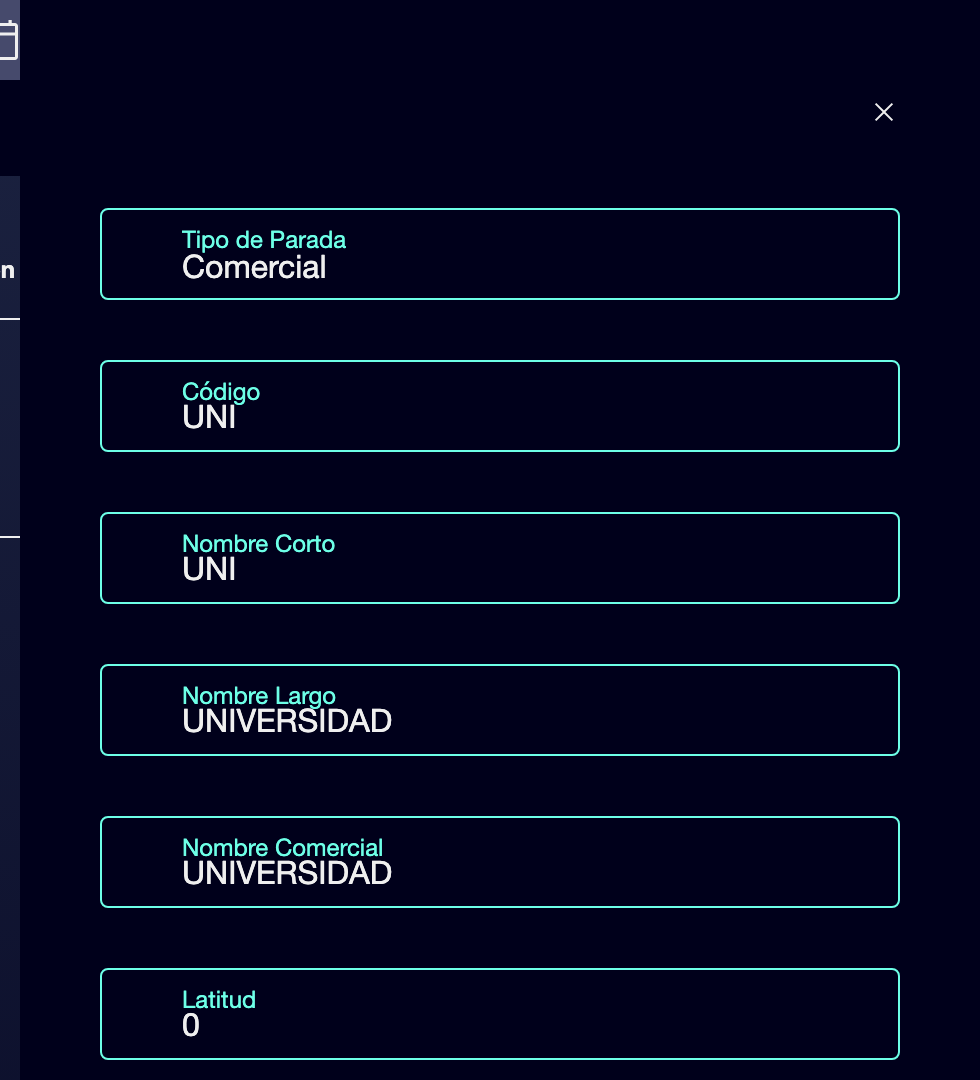 n
Tipo de Parada
Comercial
Código
UNI
Nombre Corto
UNI
Nombre Largo
UNIVERSIDAD
Nombre Comercial
UNIVERSIDAD
Latitud
0